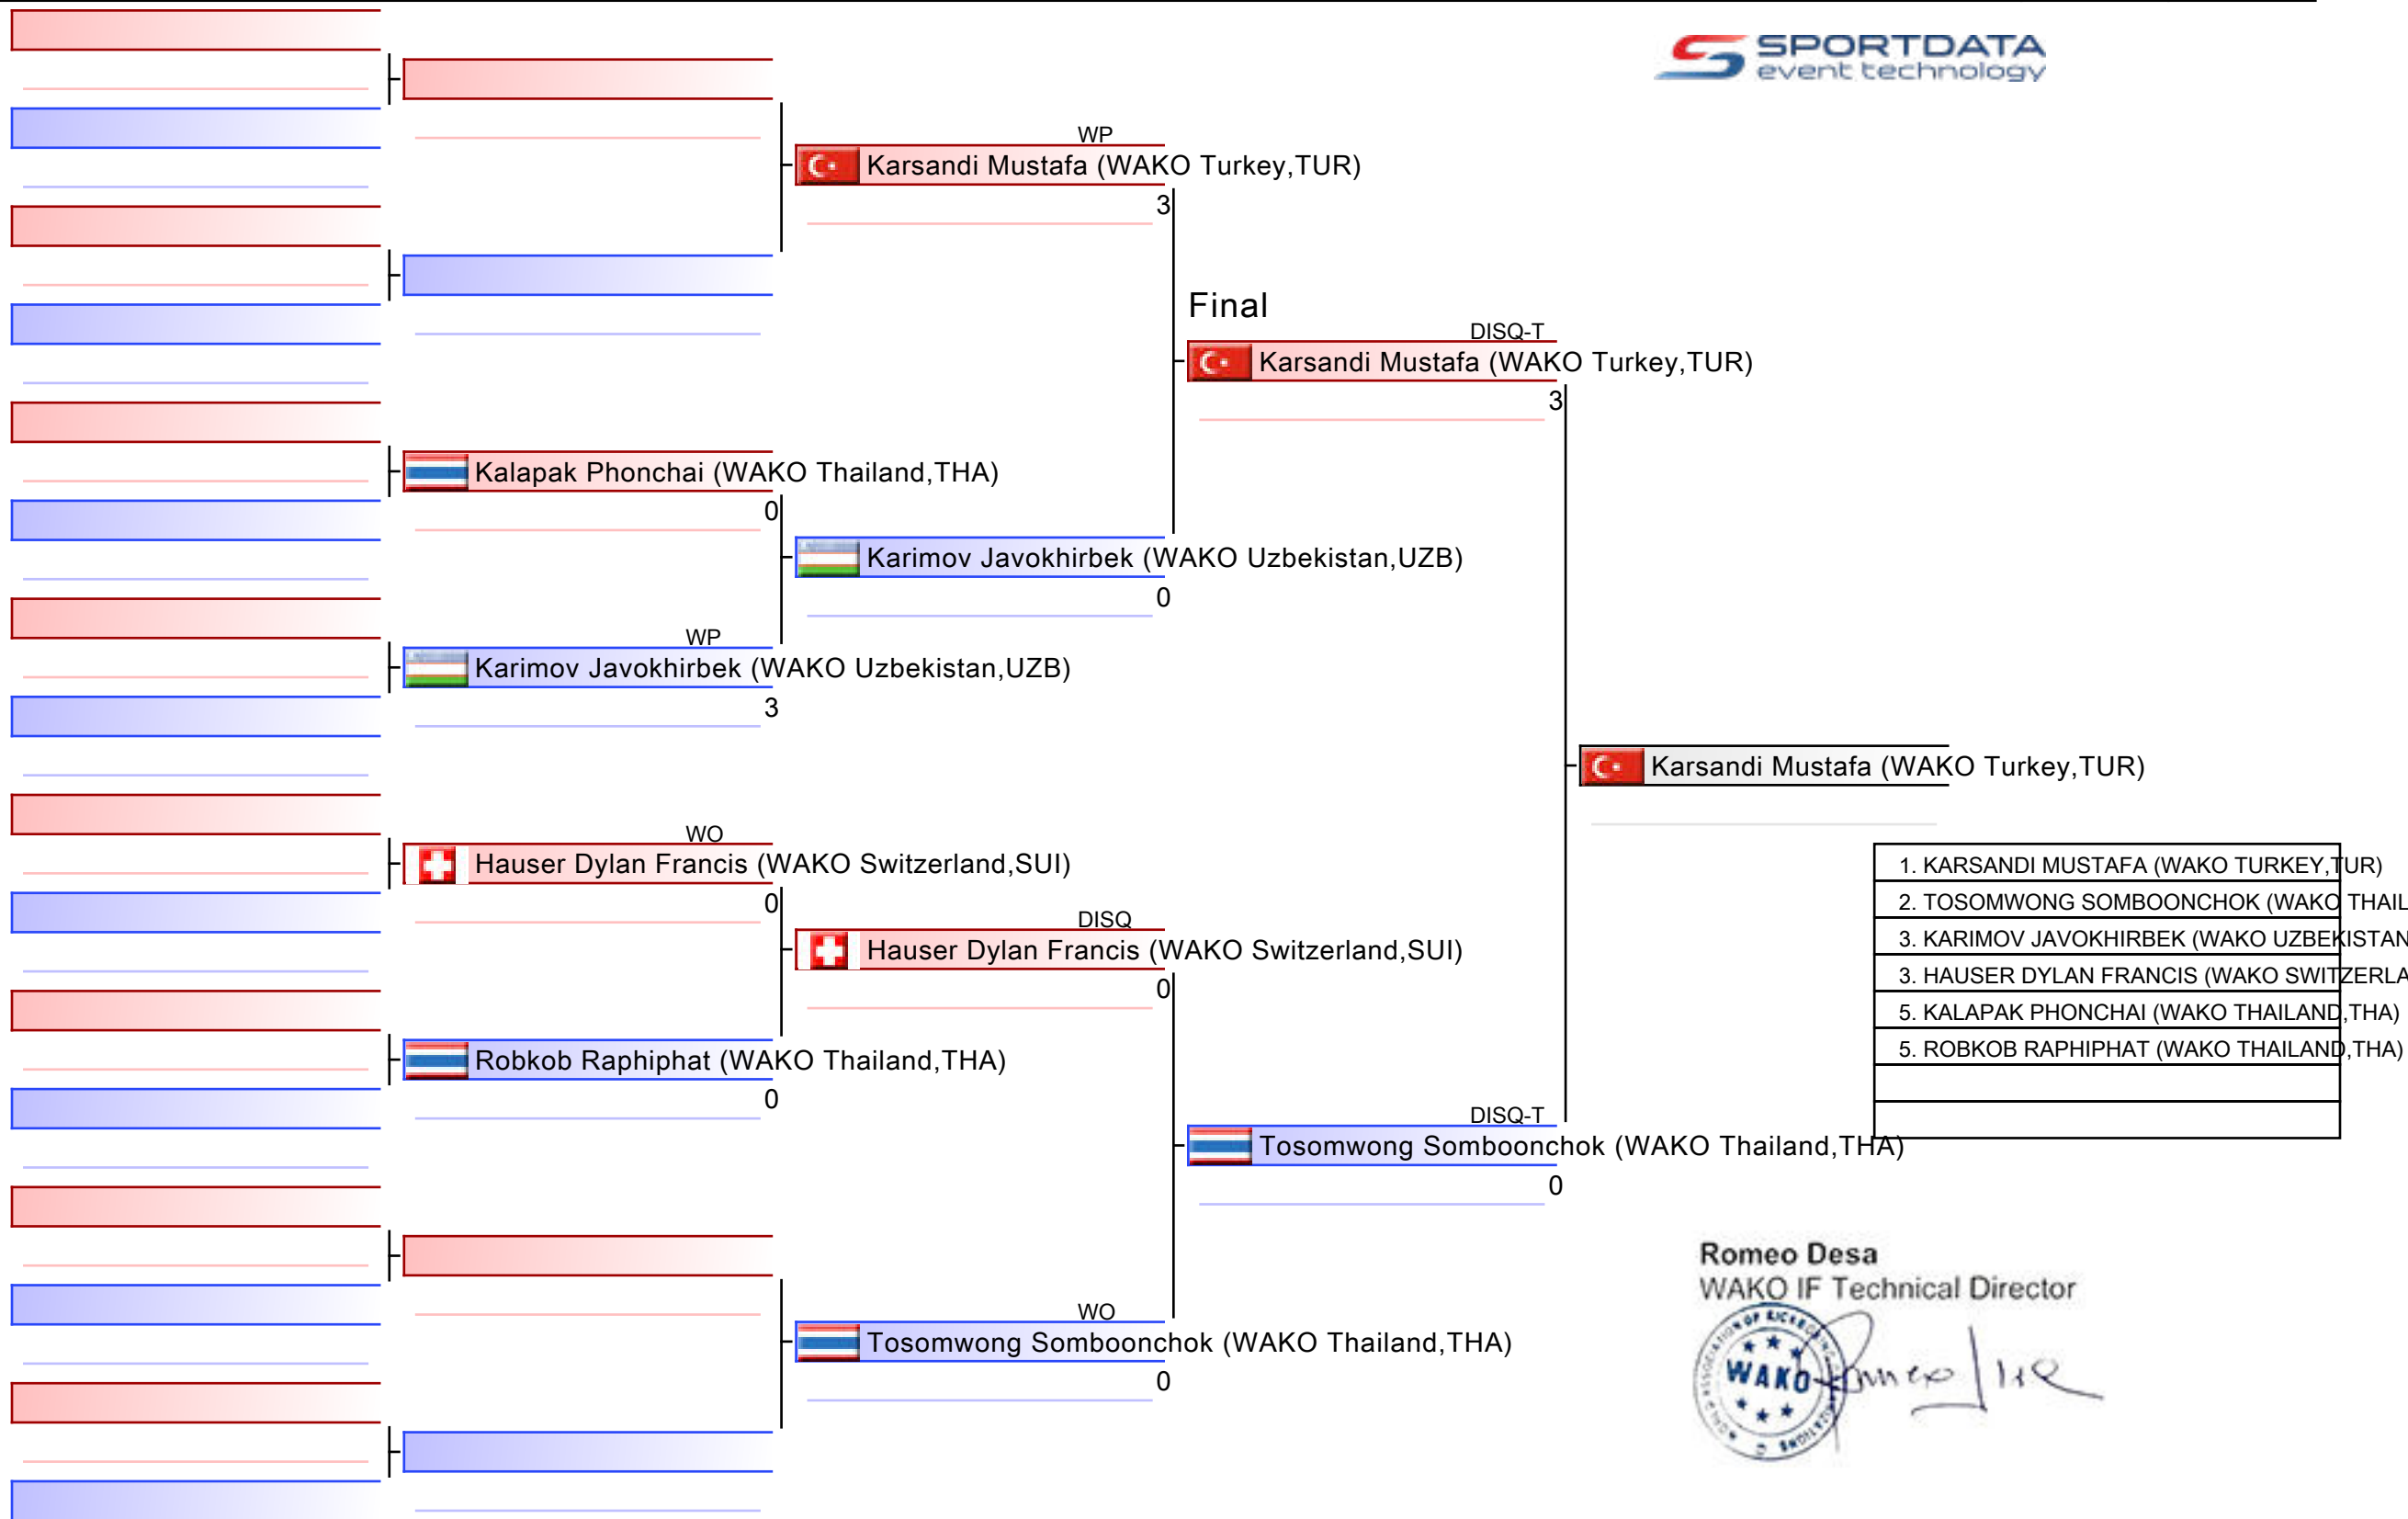 SPORTDATA
event technology
WP
Karsandi Mustafa (WAKO Turkey,TUR)
3
Final
DISQ-T
Karsandi Mustafa (WAKO Turkey,TUR)
3
Kalapak Phonchai (WAKO Thailand,THA)
0
Karimov Javokhirbek (WAKO Uzbekistan,UZB)
0
WP
Karimov Javokhirbek (WAKO Uzbekistan,UZB)
3
Karsandi Mustafa (WAKO Turkey,TUR)
WO
Hauser Dylan Francis (WAKO Switzerland,SUI)
0
DISQ
Hauser Dylan Francis (WAKO Switzerland,SUI)
0
Robkob Raphiphat (WAKO Thailand,THA)
0
DISQ-T
Tosomwong Somboonchok (WAKO Thailand,THA)
0
WO
Tosomwong Somboonchok (WAKO Thailand,THA)
0
1. KARSANDI MUSTAFA (WAKO TURKEY,TUR)
2. TOSOMWONG SOMBOONCHOK (WAKO THAIL
3. KARIMOV JAVOKHIRBEK (WAKO UZBEKISTAN
3. HAUSER DYLAN FRANCIS (WAKO SWITZERLA
5. KALAPAK PHONCHAI (WAKO THAILAND,THA)
5. ROBKOB RAPHIPHAT (WAKO THAILAND,THA)
Romeo Desa
WAKO IF Technical Director
WAKO